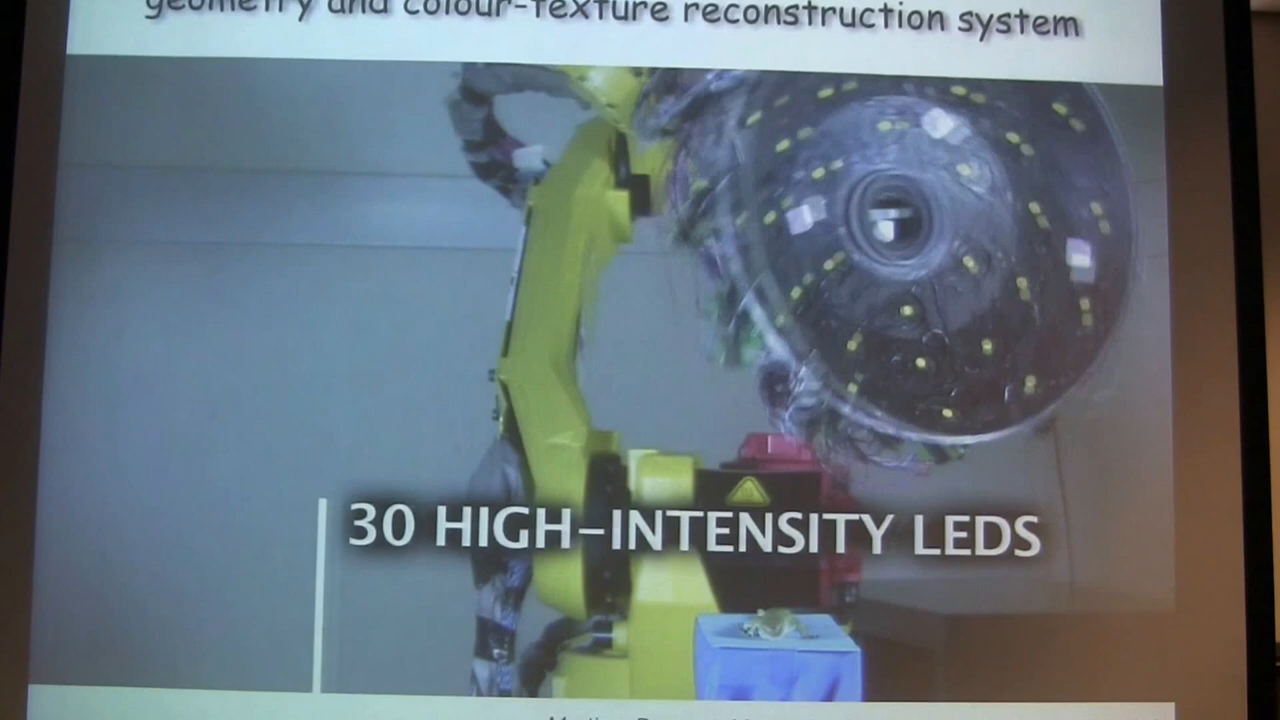 geometry and colour-texture reconstruction system
30 HIGH-INTENSITY LEDS